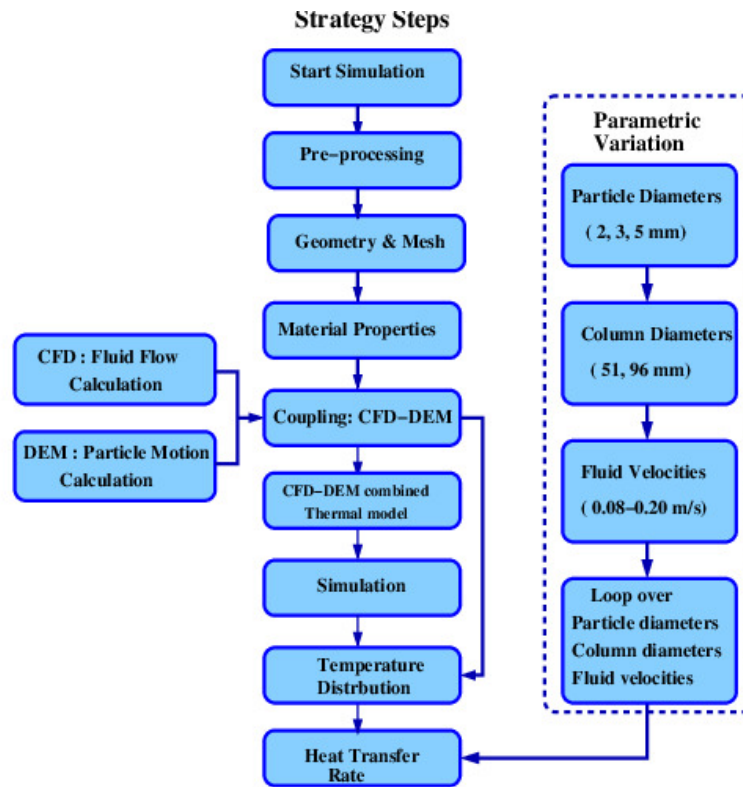 Strategy Steps
Start Simulation
Pre-processing
Geometry & Mesh
Material Properties
CFD : Fluid Flow
Calculation
DEM : Particle Motion
Calculation
Coupling: CFD-DEM
CFD-DEM combined
Thermal model
Simulation
Temperature
Distrbution
Heat Transfer
Rate
Parametric
Variation
Particle Diameters
( 2, 3, 5 mm)
Column Diameters
( 51, 96 mm)
Fluid Velocities
( 0.08-0.20 m/s)
Loop over
Particle diameters
Column diameters
Fluid velocities